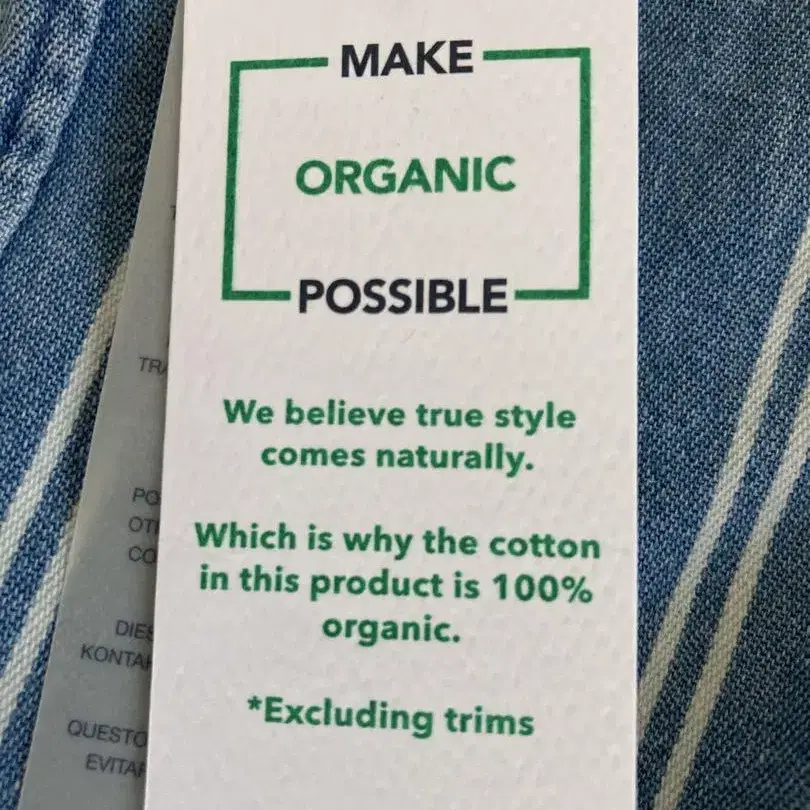 MAKE
ORGANIC
POSSIBLE
We believe true style
comes naturally.
Which is why the cotton
in this product is 100%
organic.
*Excluding trims
QUESTO